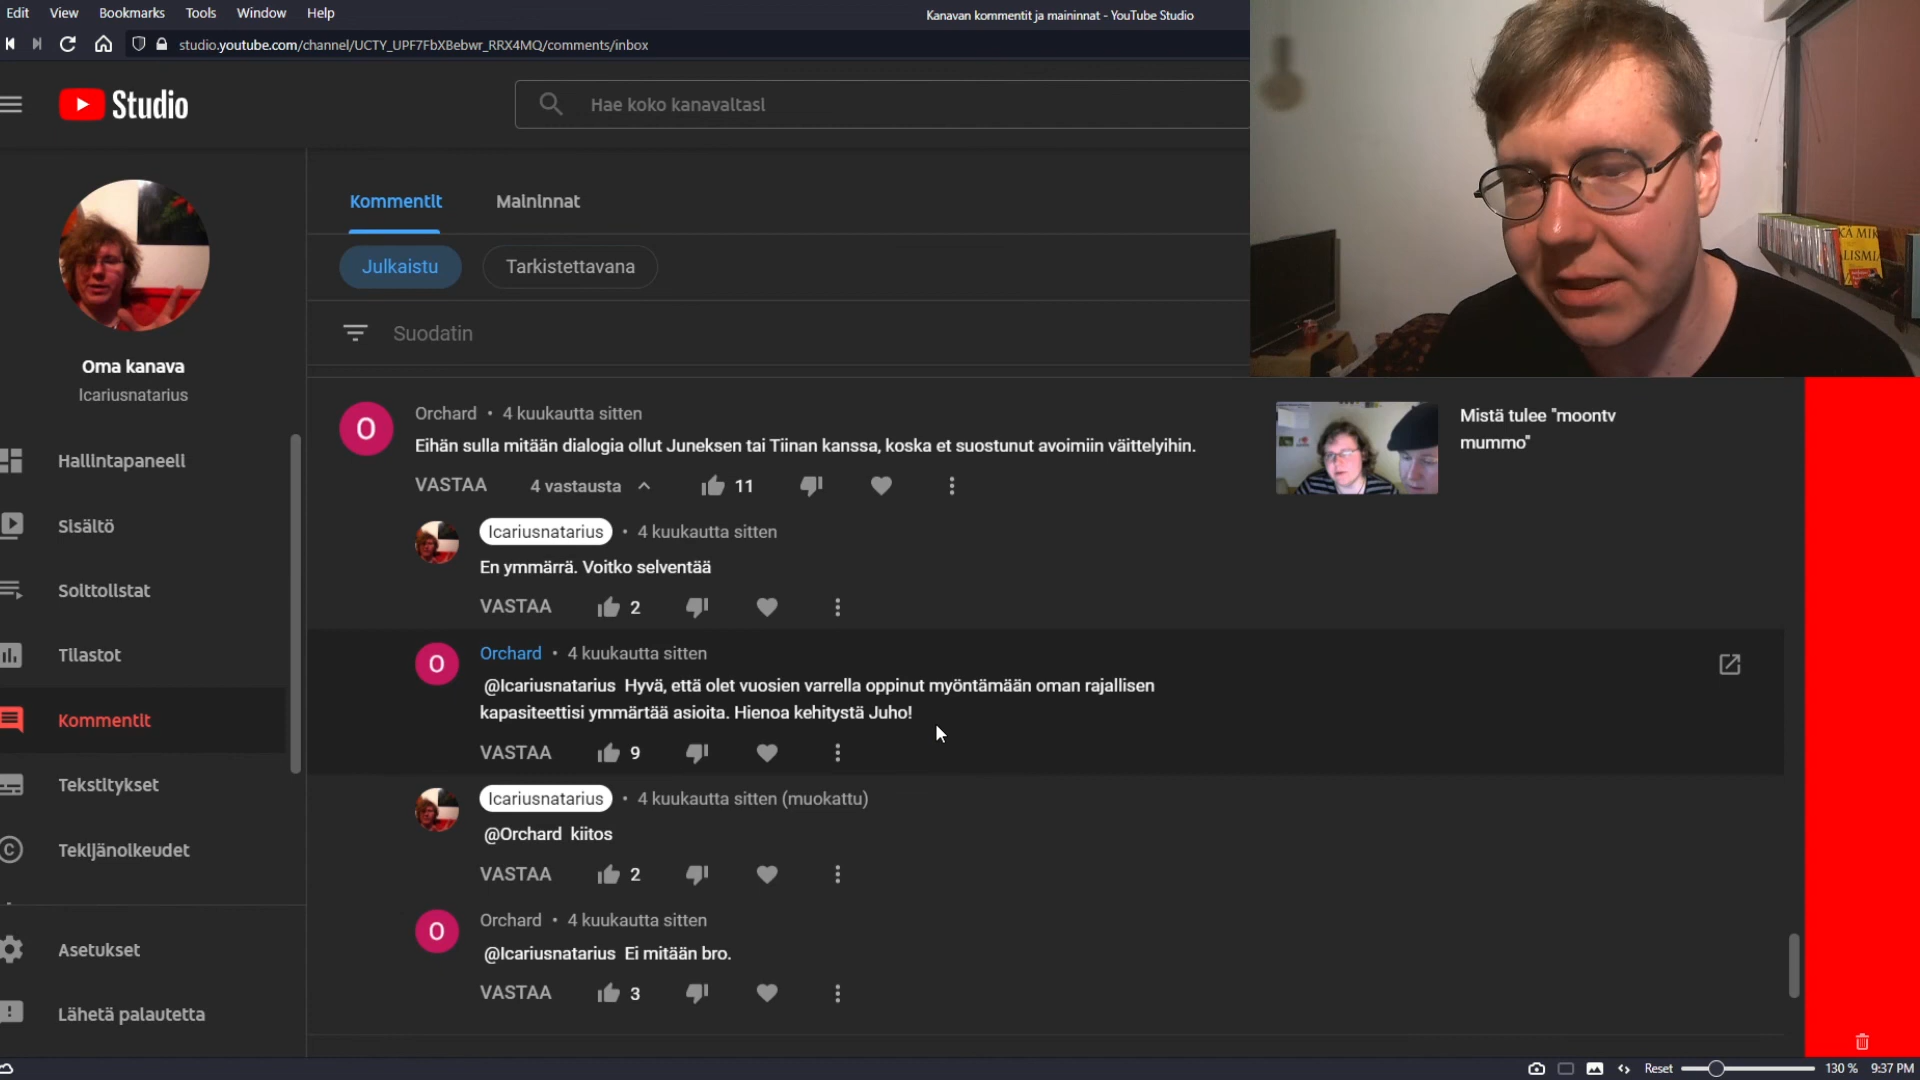 Edit View Bookmarks Tools Window Help
Kanavan kommentit ja maininnat - YouTube Studio
studio.youtube.com/channel/UCTY_UPF7FbXBebwr_RRX4MQ/comments/inbox
Studio
Hae koko kanavaltasi
Kommentit Maininnat
Julkaistu Tarkistettavana
Suodatin
Oma kanava
Icariusnatarius
Hallintapaneeli
Sisältö
Soittolistat
Tilastot
Kommentit
Tekstitykset
Tekijänoikeudet
Asetukset
Lähetä palautetta
O
Orchard • 4 kuukautta sitten
Eihän sulla mitään dialogia ollut Juneksen tai Tiinan kanssa, koska et suostunut avoimiin väittelyihin.
VASTAA 4 vastausta 11
Mistä tulee "moontv
mummo"
Icariusnatarius • 4 kuukautta sitten
En ymmärrä. Voitko selventää
VASTAA 2
O
Orchard • 4 kuukautta sitten
@Icariusnatarius Hyvä, että olet vuosien varrella oppinut myöntämään oman rajallisen
kapasiteettisi ymmärtää asioita. Hienoa kehitystä Juho!
VASTAA 9
Icariusnatarius • 4 kuukautta sitten (muokattu)
@Orchard kiitos
VASTAA 2
O
Orchard • 4 kuukautta sitten
@Icariusnatarius Ei mitään bro.
VASTAA 3
Reset 130 % 9:37 PM